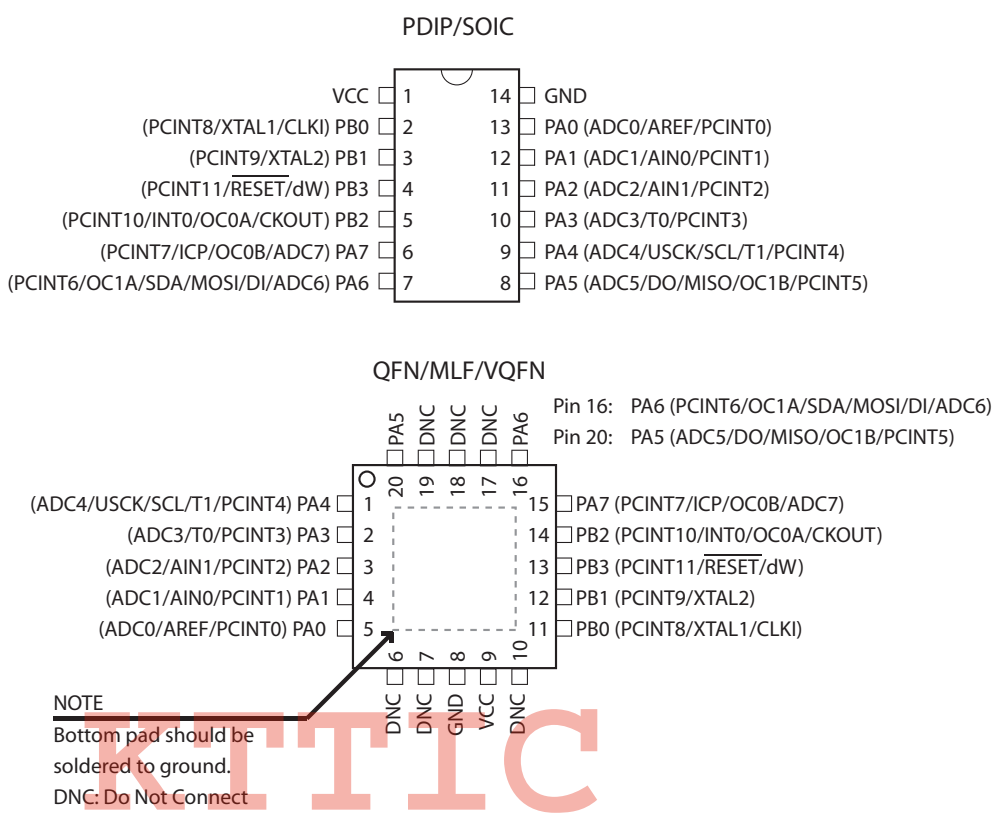 PDIP/SOIC
VCC 1 14 GND
(PCINT8/XTAL1/CLKI) PB0 2 13 PA0 (ADC0/AREF/PCINT0)
(PCINT9/XTAL2) PB1 3 12 PA1 (ADC1/AIN0/PCINT1)
(PCINT11/RESET/dW) PB3 4 11 PA2 (ADC2/AIN1/PCINT2)
(PCINT10/INT0/OC0A/CKOUT) PB2 5 10 PA3 (ADC3/T0/PCINT3)
(PCINT7/ICP/OC0B/ADC7) PA7 6 9 PA4 (ADC4/USCK/SCL/T1/PCINT4)
(PCINT6/OC1A/SDA/MOSI/DI/ADC6) PA6 7 8 PA5 (ADC5/DO/MISO/OC1B/PCINT5)
QFN/MLF/VQFN
Pin 16: PA6 (PCINT6/OC1A/SDA/MOSI/DI/ADC6)
Pin 20: PA5 (ADC5/DO/MISO/OC1B/PCINT5)
PA5 DNC DNC DNC PA6
20 19 18 17 16
(ADC4/USCK/SCL/T1/PCINT4) PA4 1 15 PA7 (PCINT7/ICP/OC0B/ADC7)
(ADC3/T0/PCINT3) PA3 2 14 PB2 (PCINT10/INT0/OC0A/CKOUT)
(ADC2/AIN1/PCINT2) PA2 3 13 PB3 (PCINT11/RESET/dW)
(ADC1/AIN0/PCINT1) PA1 4 12 PB1 (PCINT9/XTAL2)
(ADC0/AREF/PCINT0) PA0 5 11 PB0 (PCINT8/XTAL1/CLKI)
6 7 8 9 10
DNC DNC GND VCC DNC
NOTE
Bottom pad should be
soldered to ground.
DNC: Do Not Connect
KTTIC